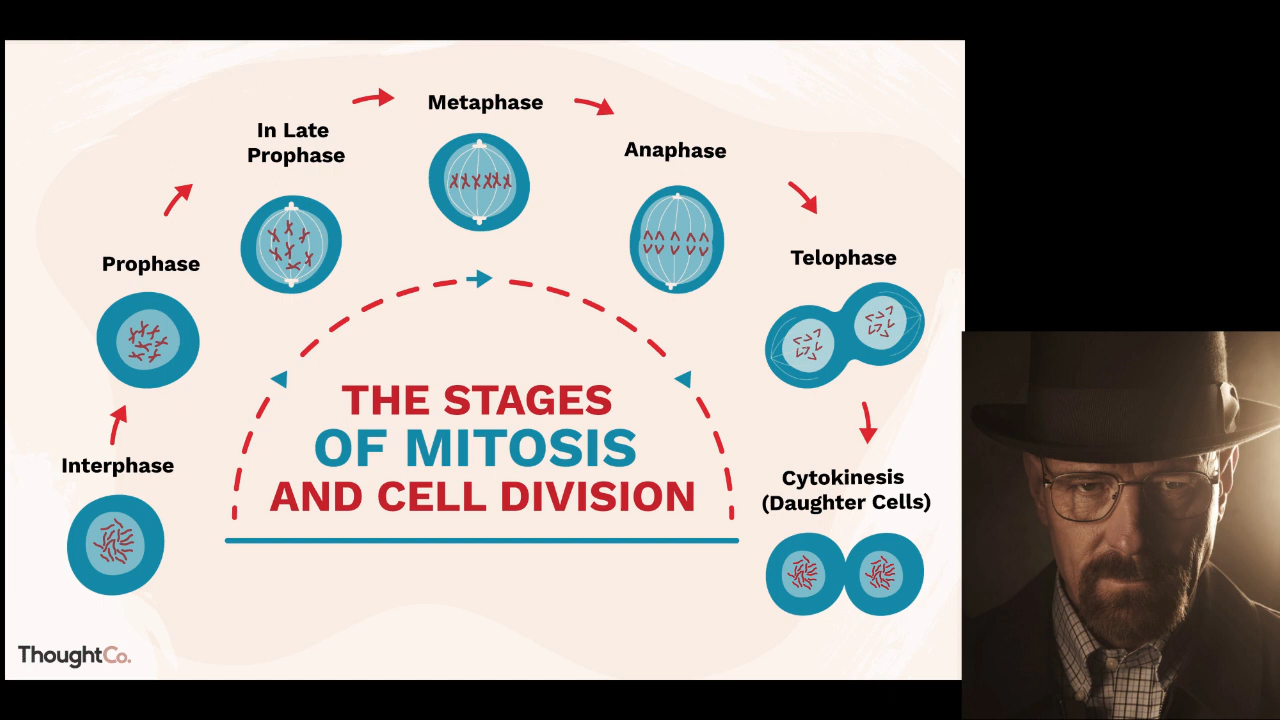 Metaphase
In Late
Prophase
Anaphase
Prophase
Telophase
THE STAGES
OF MITOSIS
AND CELL DIVISION
Interphase
Cytokinesis
(Daughter Cells)
ThoughtCo.